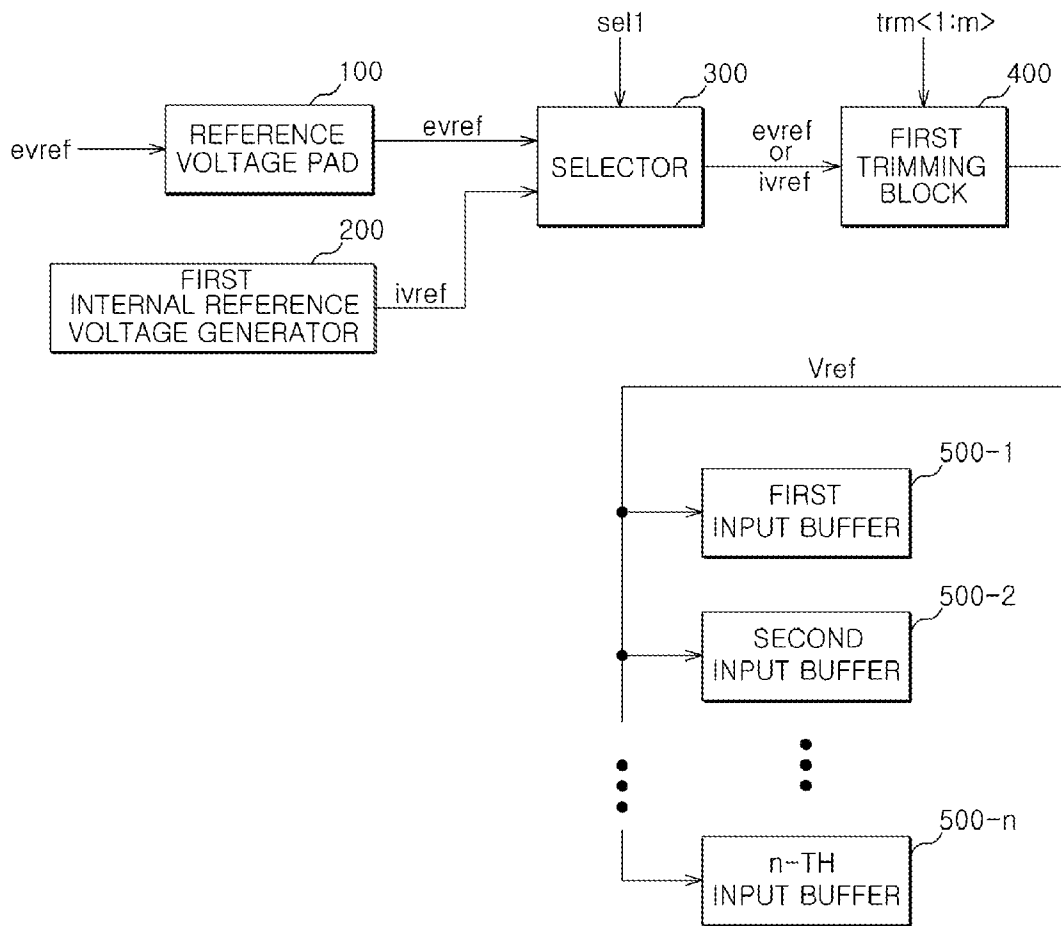 sel1
trm<1:m>
100
300
400
evref
REFERENCE
VOLTAGE PAD
evref
SELECTOR
evref
or
ivref
FIRST
TRIMMING
BLOCK
200
FIRST
INTERNAL REFERENCE
VOLTAGE GENERATOR
ivref
Vref
500-1
FIRST
INPUT BUFFER
500-2
SECOND
INPUT BUFFER
500-n
n-TH
INPUT BUFFER